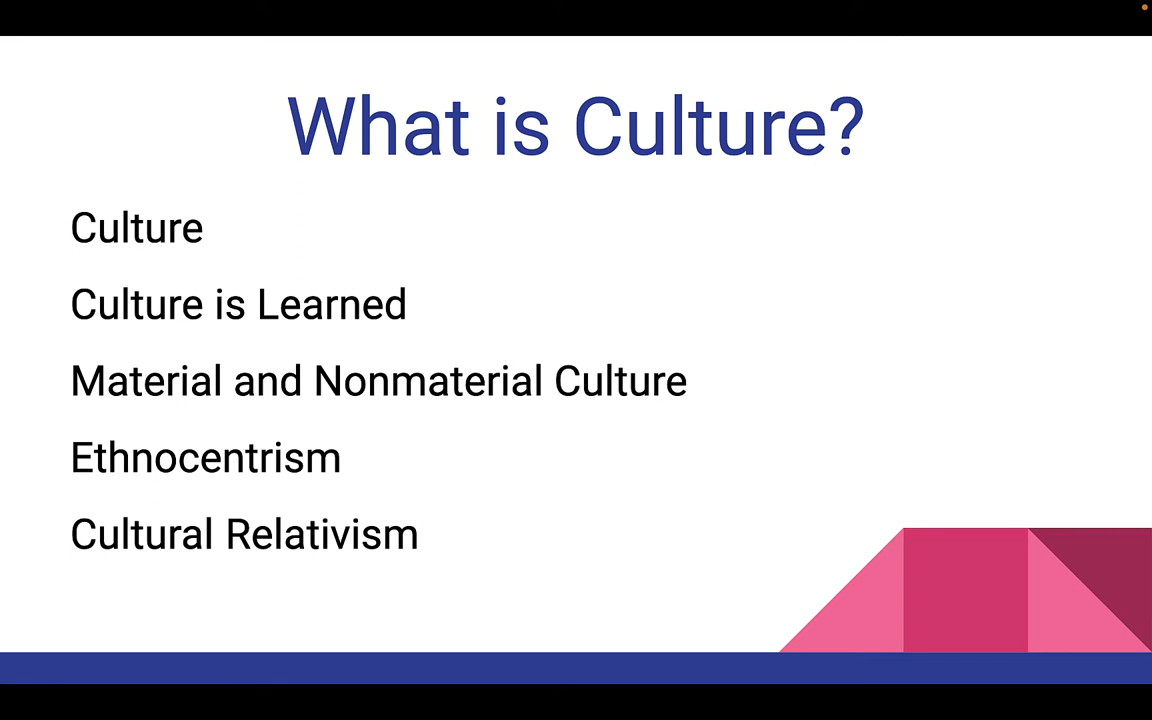 What is Culture?
Culture
Culture is Learned
Material and Nonmaterial Culture
Ethnocentrism
Cultural Relativism